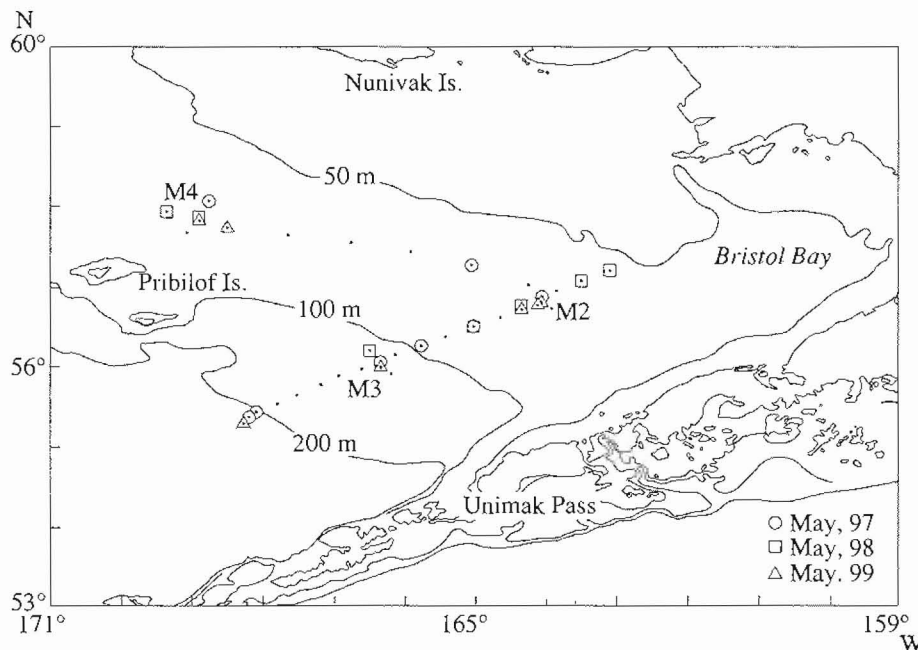 N
60°
Nunivak Is.
50 m
M4
Bristol Bay
Pribilof Is.
100 m
M2
56°
M3
200 m
Unimak Pass
May, 97
May, 98
May. 99
53°
171° 165° 159°
W